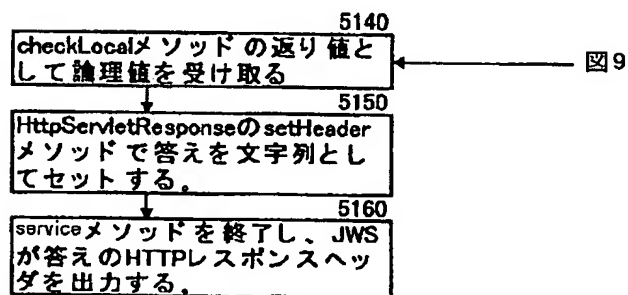 5140
checkLocalメソッドの返り値と
して論理値を受け取る
図9
5150
HttpServletResponseのsetHeader
メソッドで答えを文字列とし
てセットする。
5160
serviceメソッドを終了し、JWS
が答えのHTTPレスポンスヘッ
ダを出力する。